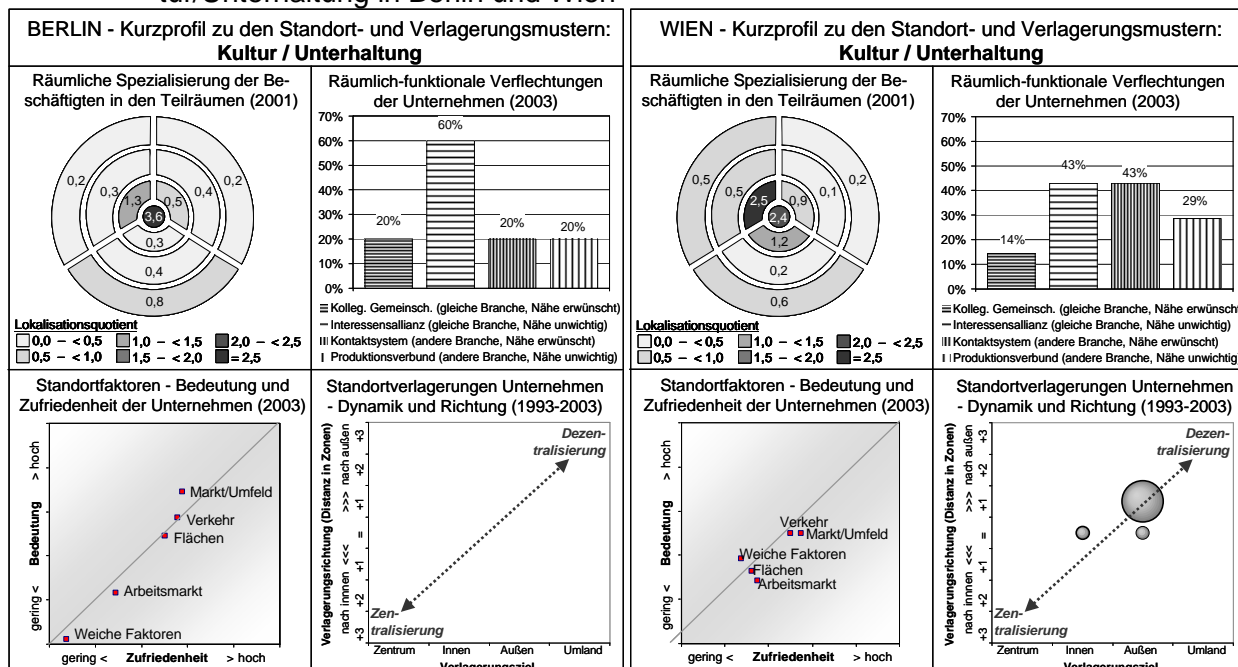 tur/Unterhaltung in Berlin und Wien
BERLIN - Kurzprofil zu den Standort- und Verlagerungsmustern:
Kultur / Unterhaltung
Räumliche Spezialisierung der Be-
schäftigten in den Teilräumen (2001)
0,2
0,2
0,3
0,4
1,3
0,5
3,6
0,3
0,4
0,8
Lokalisationsquotient
0,0 - <0,5
1,0 - <1,5
2,0 - <2,5
0,5 - <1,0
1,5 - <2,0
=2,5
Räumlich-funktionale Verflechtungen
der Unternehmen (2003)
70%
60%
50%
40%
30%
20%
10%
0%
20%
60%
20%
20%
Kolleg. Gemeinsch. (gleiche Branche, Nähe erwünscht)
Interessensallianz (gleiche Branche, Nähe unwichtig)
Kontaktsystem (andere Branche, Nähe erwünscht)
Produktionsverbund (andere Branche, Nähe unwichtig)
Standortfaktoren - Bedeutung und
Zufriedenheit der Unternehmen (2003)
gering < Bedeutung > hoch
Markt/Umfeld
Verkehr
Flächen
Arbeitsmarkt
Weiche Faktoren
gering < Zufriedenheit > hoch
Standortverlagerungen Unternehmen
- Dynamik und Richtung (1993-2003)
Verlagerungsrichtung (Distanz in Zonen)
nach innnen <<< = >>> nach außen
+3
+2
+1
=
+1
+2
+3
Dezen-
tralisierung
Zen-
tralisierung
Zentrum Innen Außen Umland
Verlagerungsziel
WIEN - Kurzprofil zu den Standort- und Verlagerungsmustern:
Kultur / Unterhaltung
Räumliche Spezialisierung der Be-
schäftigten in den Teilräumen (2001)
0,5
0,2
0,5
0,1
2,5
0,9
2,4
1,2
0,2
0,6
Lokalisationsquotient
0,0 - <0,5
1,0 - <1,5
2,0 - <2,5
0,5 - <1,0
1,5 - <2,0
=2,5
Räumlich-funktionale Verflechtungen
der Unternehmen (2003)
70%
60%
50%
40%
30%
20%
10%
0%
14%
43%
43%
29%
Kolleg. Gemeinsch. (gleiche Branche, Nähe erwünscht)
Interessensallianz (gleiche Branche, Nähe unwichtig)
Kontaktsystem (andere Branche, Nähe erwünscht)
Produktionsverbund (andere Branche, Nähe unwichtig)
Standortfaktoren - Bedeutung und
Zufriedenheit der Unternehmen (2003)
gering < Bedeutung > hoch
Verkehr
Markt/Umfeld
Weiche Faktoren
Flächen
Arbeitsmarkt
gering < Zufriedenheit > hoch
Standortverlagerungen Unternehmen
- Dynamik und Richtung (1993-2003)
Verlagerungsrichtung (Distanz in Zonen)
nach innnen <<< = >>> nach außen
+3
+2
+1
=
+1
+2
+3
Dezen-
tralisierung
Zen-
tralisierung
Zentrum Innen Außen Umland
Verlagerungsziel